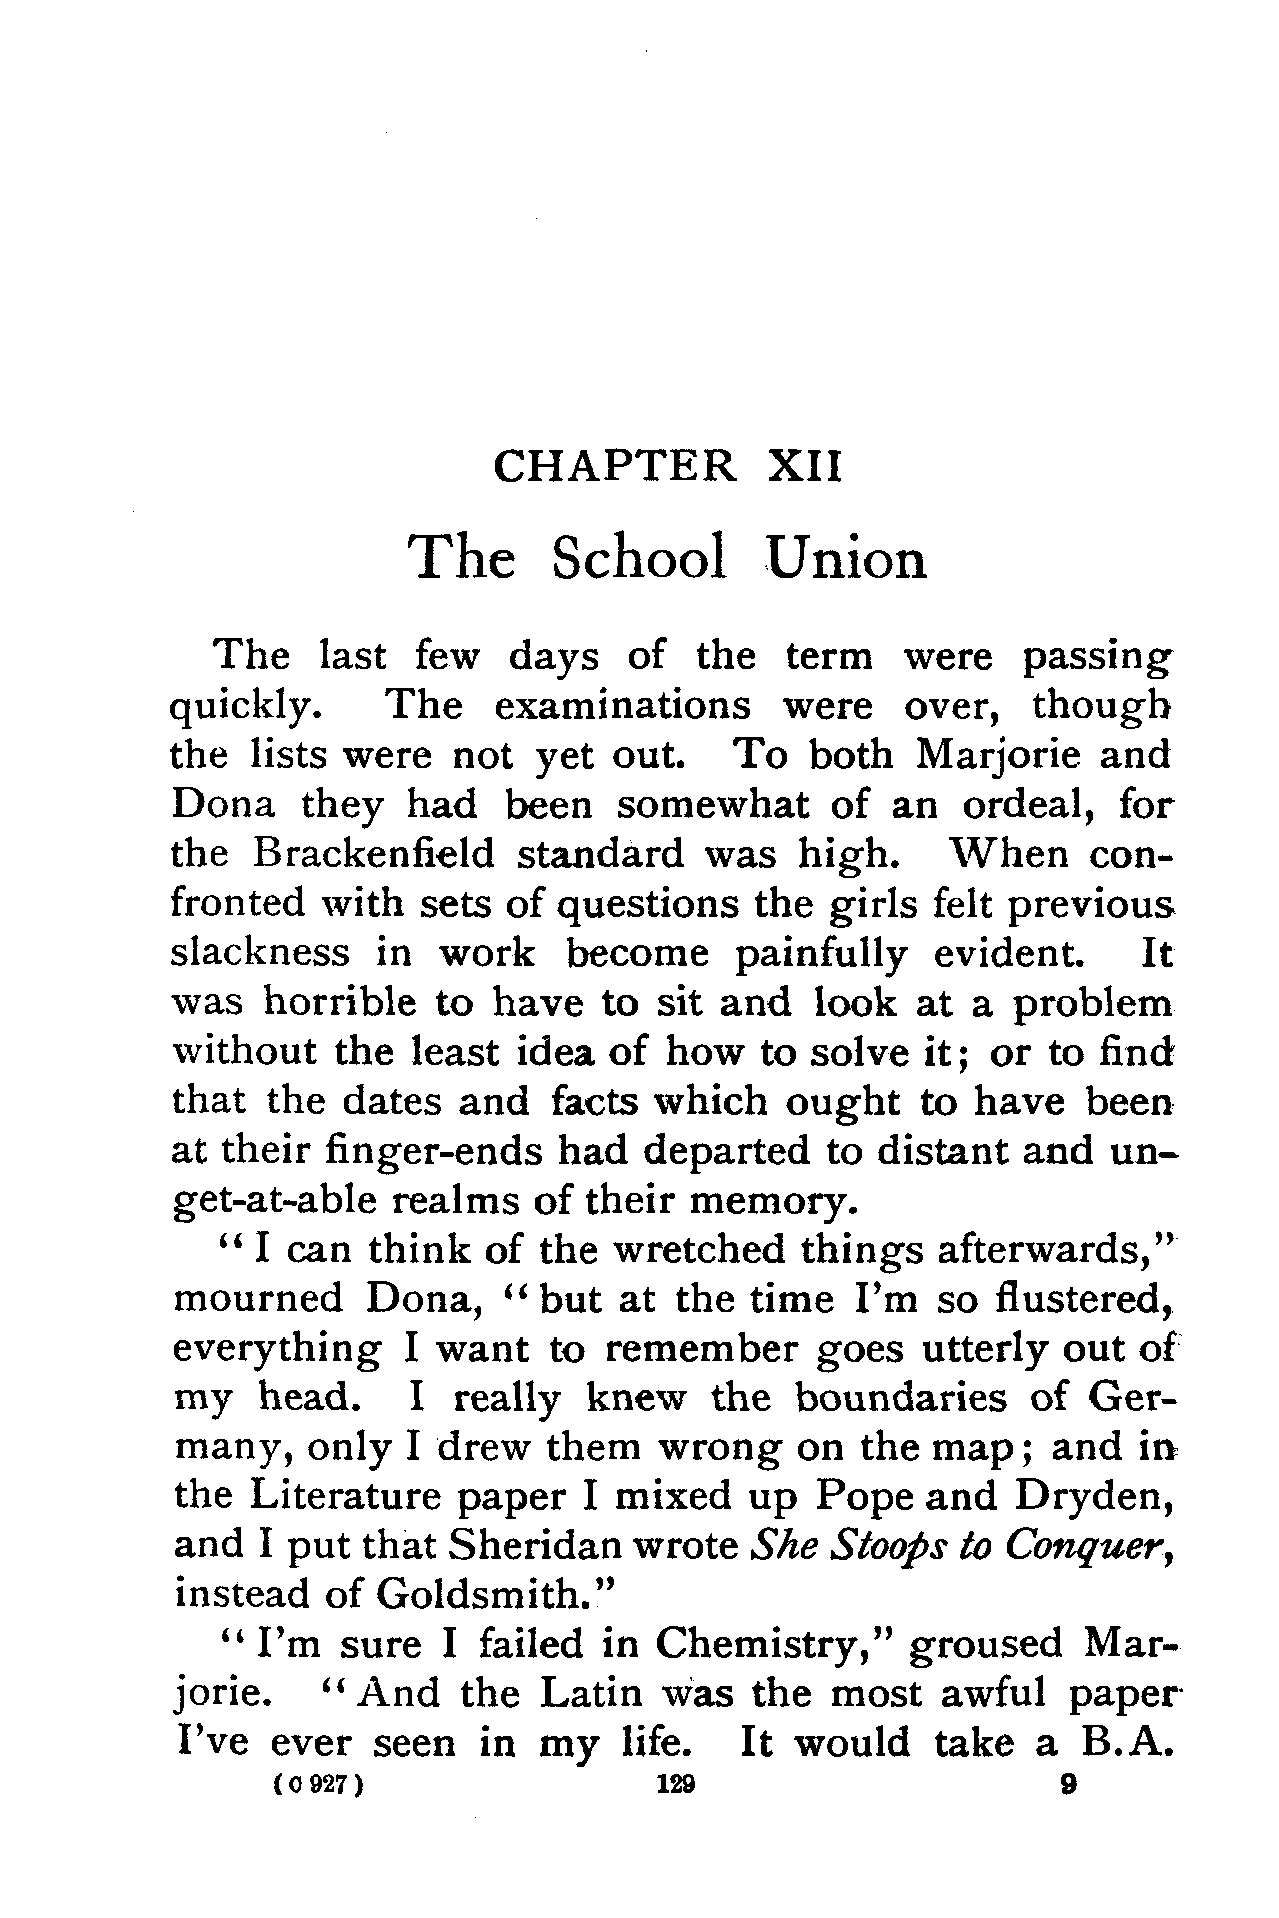 CHAPTER XII
The School Union
The last few days of the term were passing
quickly. The examinations were over, though
the lists were not yet out. To both Marjorie and
Dona they had been somewhat of an ordeal, for
the Brackenfield standard was high. When con-
fronted with sets of questions the girls felt previous
slackness in work become painfully evident. It
was horrible to have to sit and look at a problem
without the least idea of how to solve it; or to find
that the dates and facts which ought to have been
at their finger-ends had departed to distant and un-
get-at-able realms of their memory.
“I can think of the wretched things afterwards,”
mourned Dona, “but at the time I’m so flustered,
everything I want to remember goes utterly out of
my head. I really knew the boundaries of Ger-
many, only I drew them wrong on the map; and in
the Literature paper I mixed up Pope and Dryden,
and I put that Sheridan wrote She Stoops to Conquer,
instead of Goldsmith.”
“I’m sure I failed in Chemistry,” groused Mar-
jorie. “And the Latin was the most awful paper
I’ve ever seen in my life. It would take a B.A.
(C 927) 129 9